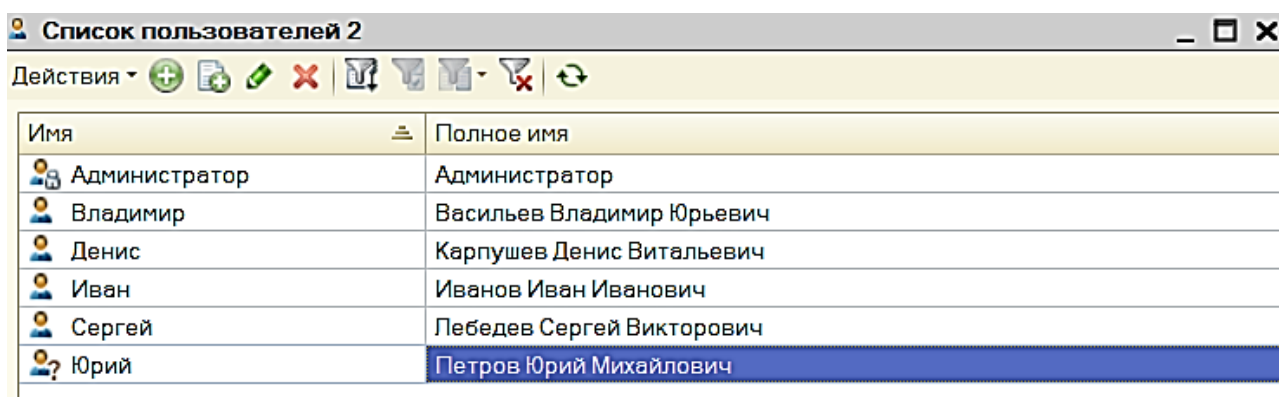 Список пользователей 2
Действия
Имя Полное имя
Администратор Администратор
Владимир Васильев Владимир Юрьевич
Денис Карпушев Денис Витальевич
Иван Иванов Иван Иванович
Сергей Лебедев Сергей Викторович
Юрий Петров Юрий Михайлович